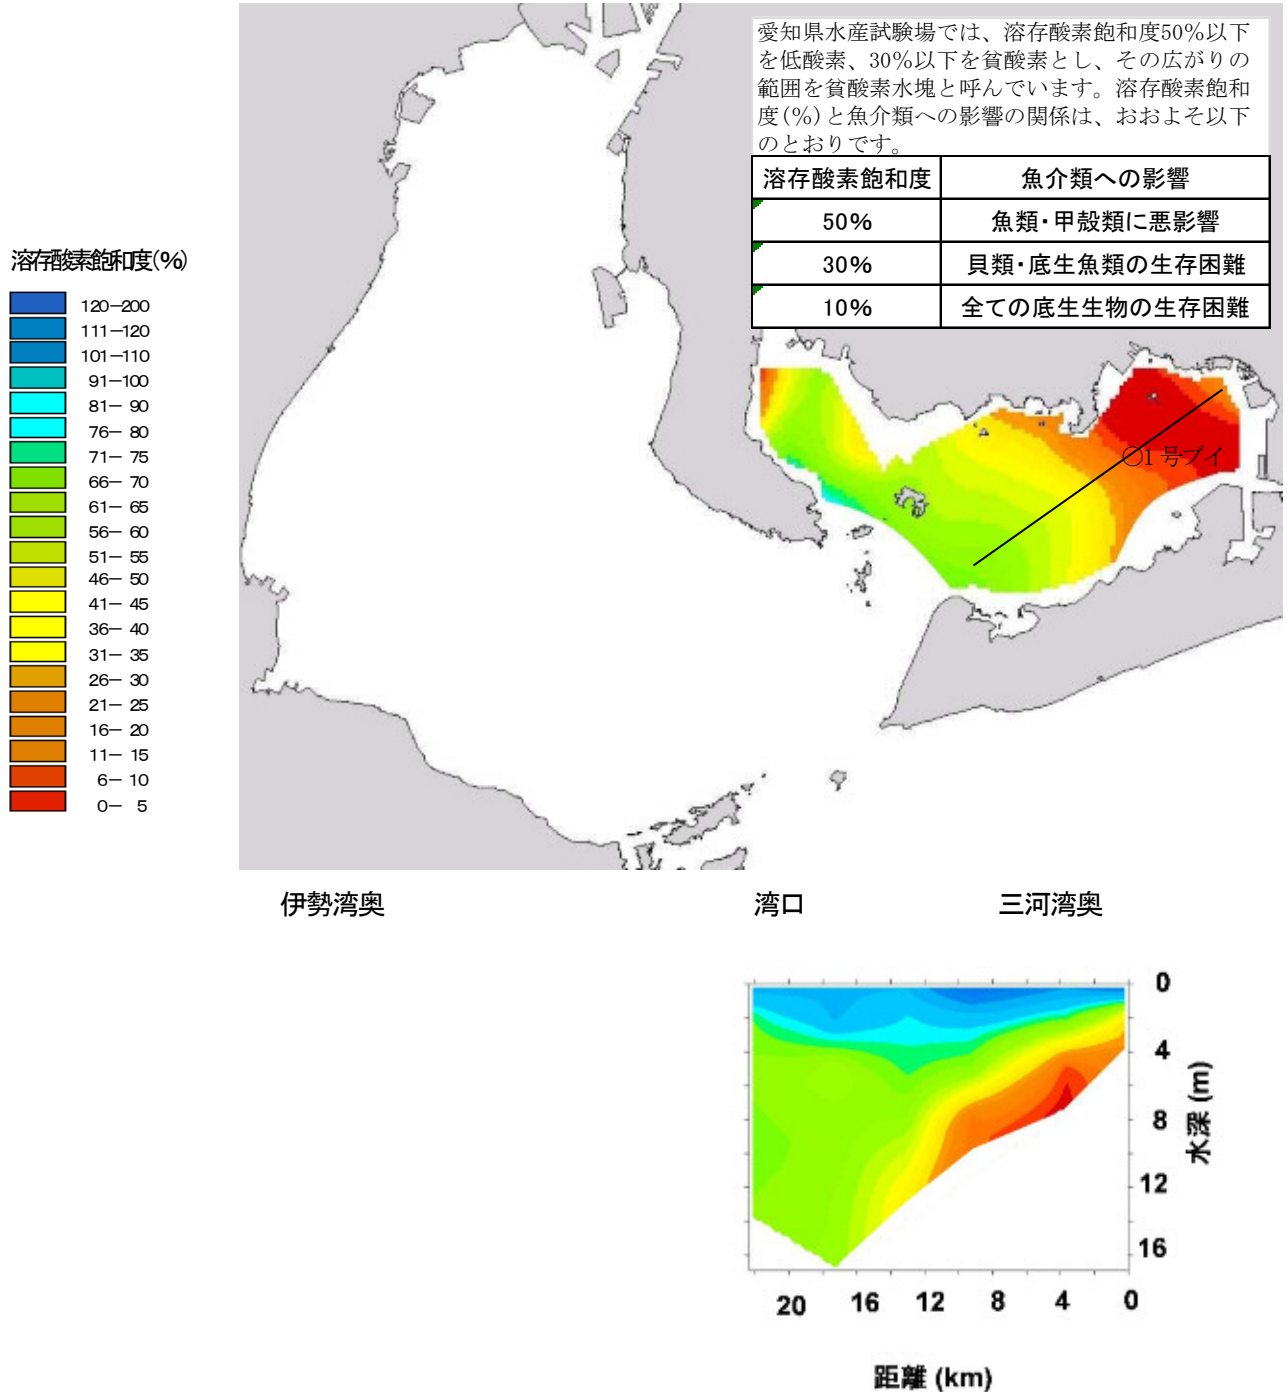 愛知県水産試験場では、溶存酸素飽和度50%以下
を低酸素、30%以下を貧酸素とし、その広がりの
範囲を貧酸素水塊と呼んでいます。溶存酸素飽和
度(%)と魚介類への影響の関係は、おおよそ以下
のとおりです。
溶存酸素飽和度 魚介類への影響
50% 魚類・甲殻類に悪影響
30% 貝類・底生魚類の生存困難
10% 全ての底生生物の生存困難
溶存酸素飽和度(%)
120－200
111－120
101－110
91－100
81－ 90
76－ 80
71－ 75
66－ 70
61－ 65
56－ 60
51－ 55
46－ 50
41－ 45
36－ 40
31－ 35
26－ 30
21－ 25
16－ 20
11－ 15
6－ 10
0－ 5
○1 号ブイ
伊勢湾奥 湾口 三河湾奥
0
4
8
12
16
水深 (m)
20 16 12 8 4 0
距離 (km)